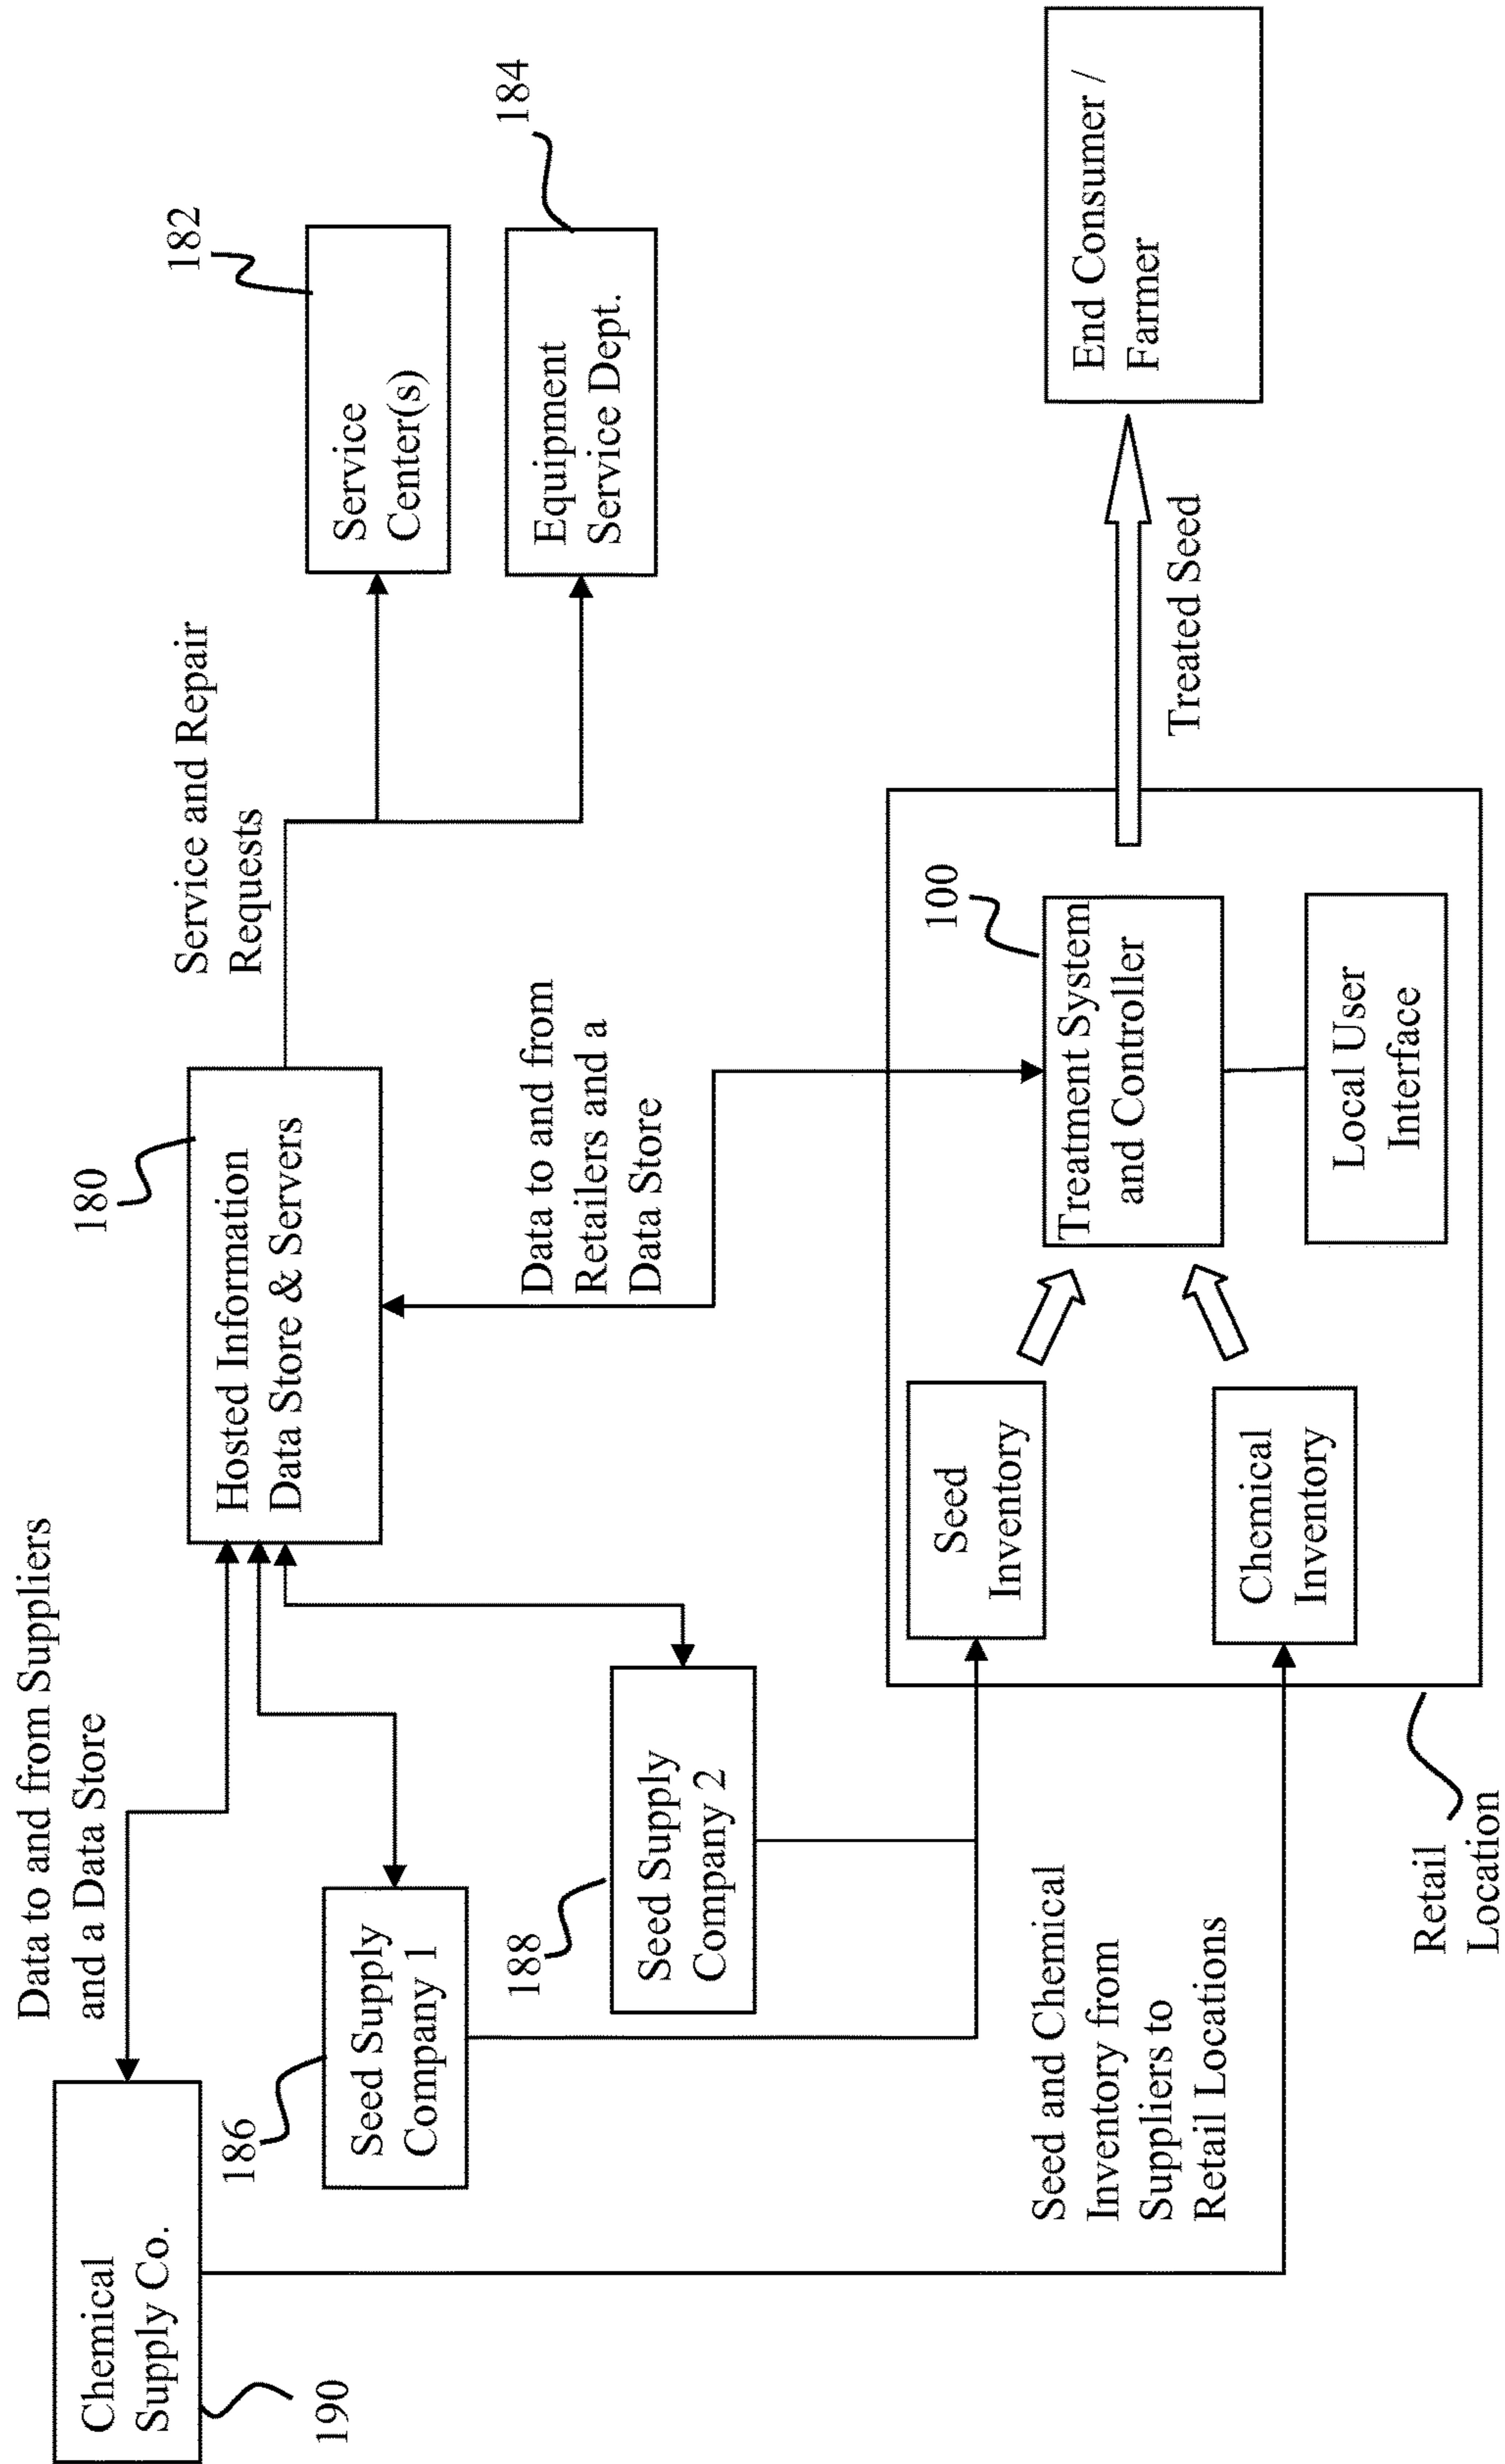 Data to and from Suppliers
and a Data Store
Chemical
Supply Co.
190
180
Hosted Information
Data Store & Servers
Service and Repair
Requests
182
Service
Center(s)
184
Equipment
Service Dept.
186
Seed Supply
Company 1
188
Seed Supply
Company 2
Data to and from
Retailers and a
Data Store
Seed and Chemical
Inventory from
Suppliers to
Retail Locations
Seed
Inventory
Chemical
Inventory
100
Treatment System
and Controller
Local User
Interface
Treated Seed
End Consumer /
Farmer
Retail
Location